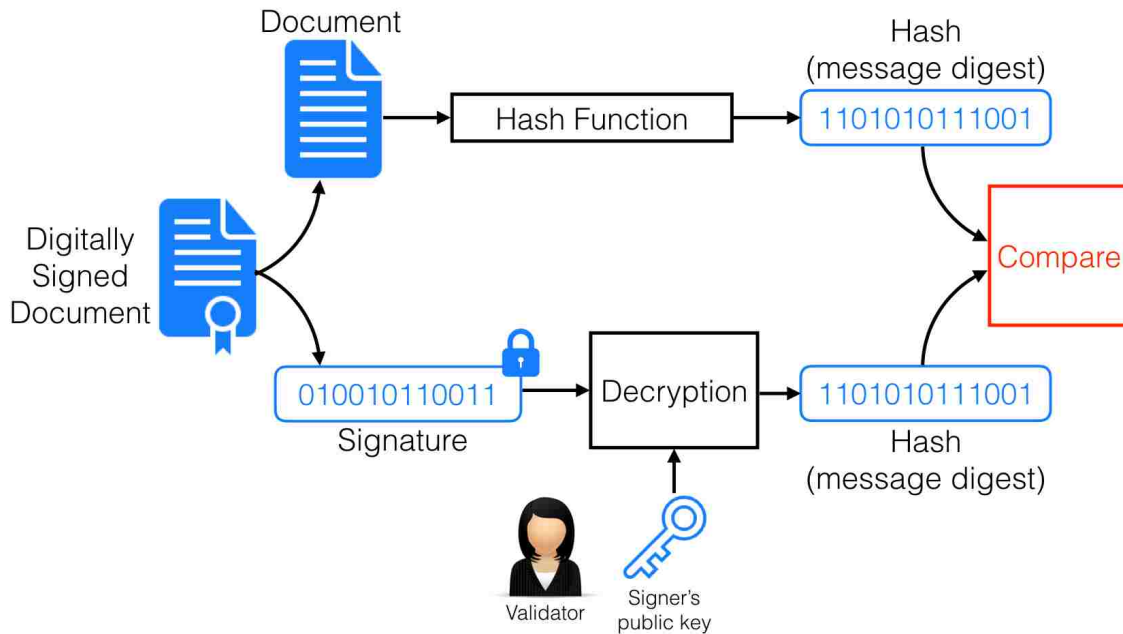 Document
Hash
(message digest)
Hash Function
1101010111001
Digitally
Signed
Document
Compare
010010110011
Signature
Decryption
1101010111001
Hash
(message digest)
Validator
Signer's
public key